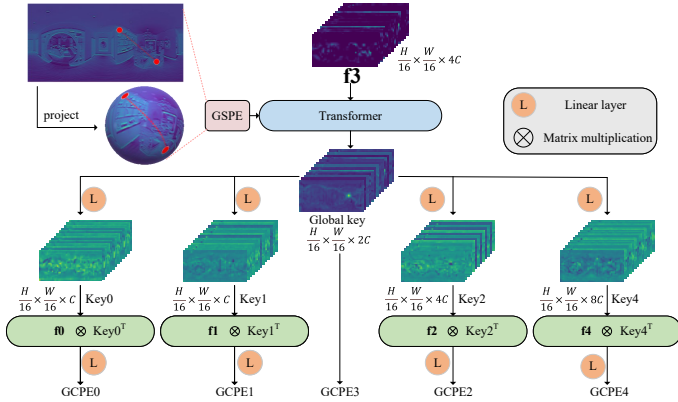 H/16 × W/16 × 4C
f3
project
GSPE
Transformer
L Linear layer
⊗ Matrix multiplication
L L L L
Global key
H/16 × W/16 × 2C
H/16 × W/16 × C Key0
H/16 × W/16 × C Key1
H/16 × W/16 × 4C Key2
H/16 × W/16 × 8C Key4
f0 ⊗ Key0ᵀ
f1 ⊗ Key1ᵀ
f2 ⊗ Key2ᵀ
f4 ⊗ Key4ᵀ
L L L L
GCPE0 GCPE1 GCPE3 GCPE2 GCPE4